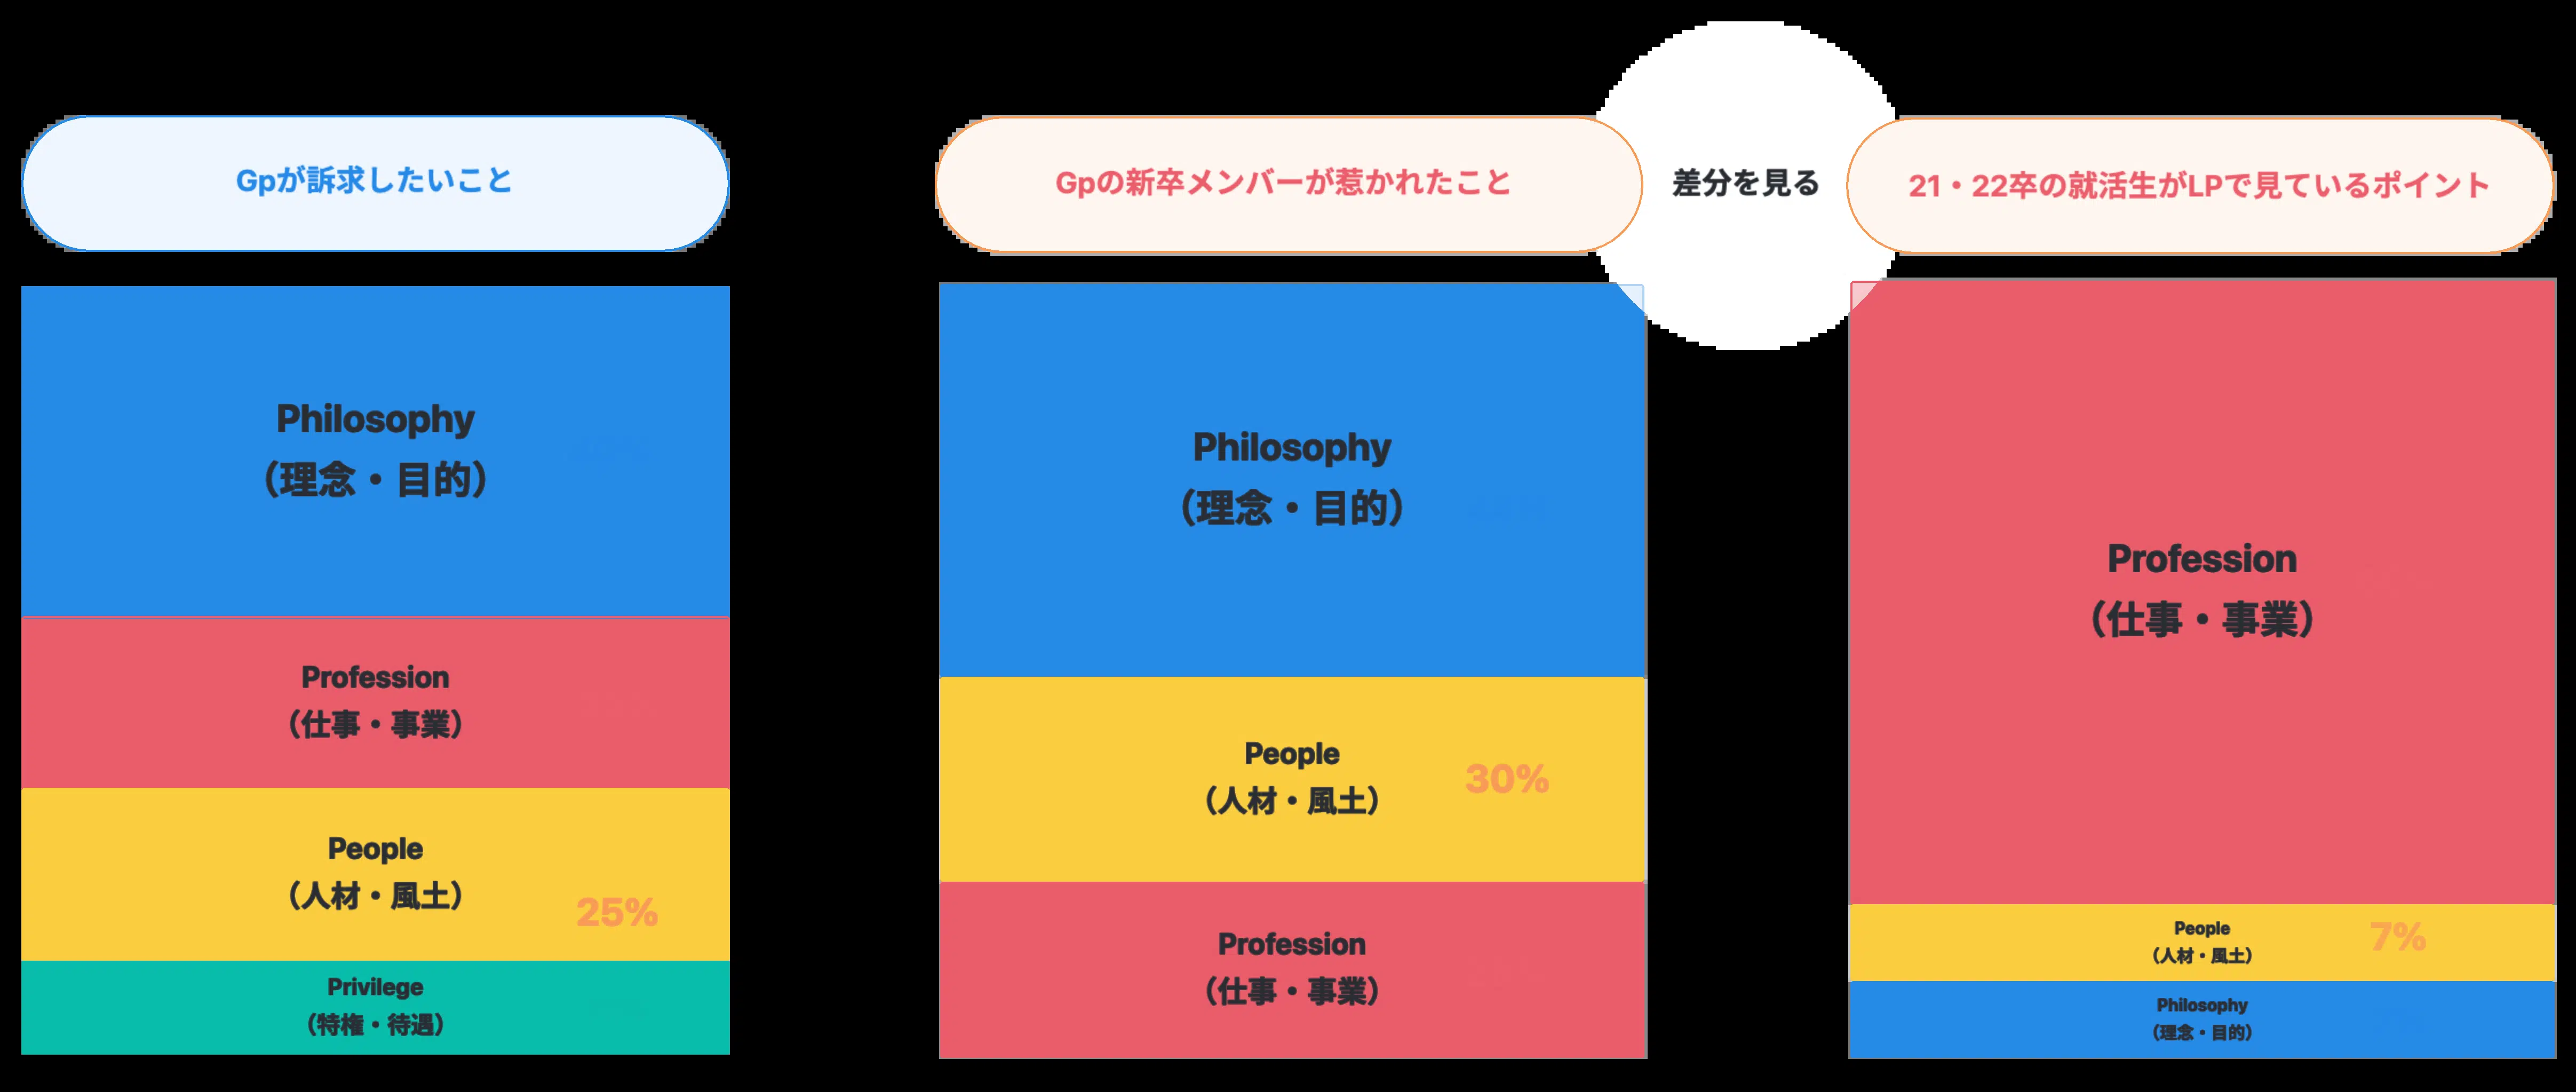 Gpが訴求したいこと
Philosophy
（理念・目的）
Profession
（仕事・事業）
People
（人材・風土）
25%
Privilege
（特権・待遇）
Gpの新卒メンバーが惹かれたこと
Philosophy
（理念・目的）
People
（人材・風土）
30%
Profession
（仕事・事業）
差分を見る
21・22卒の就活生がLPで見ているポイント
Profession
（仕事・事業）
People
（人材・風土）
7%
Philosophy
（理念・目的）